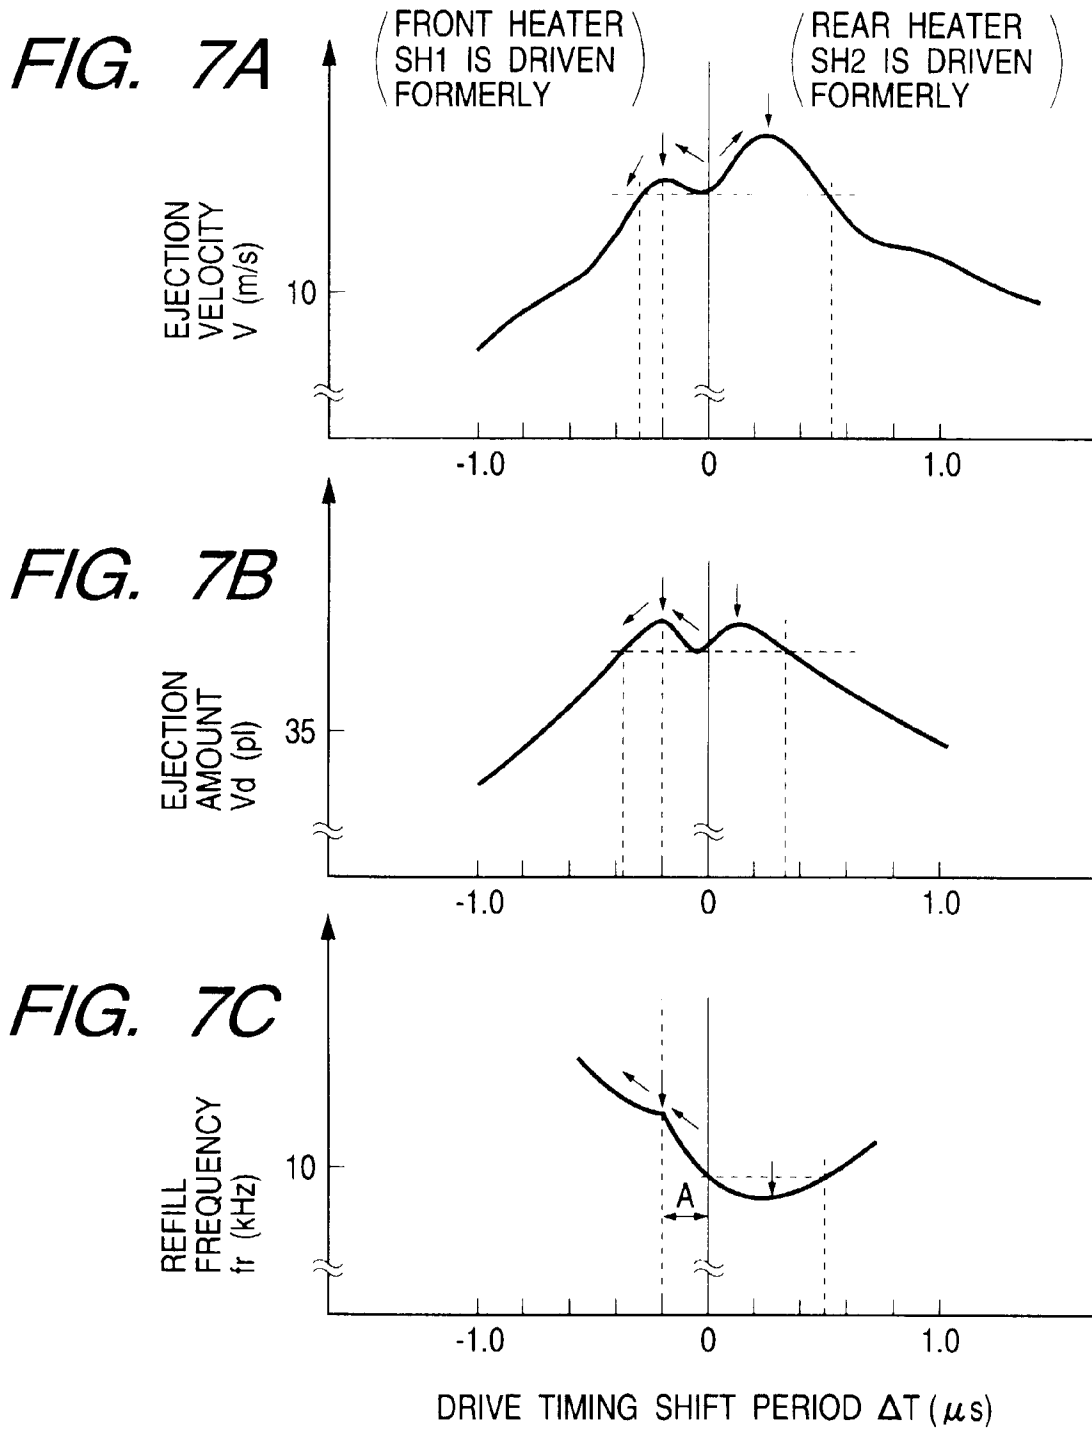 FIG. 7A
FRONT HEATER
SH1 IS DRIVEN
FORMERLY
REAR HEATER
SH2 IS DRIVEN
FORMERLY
EJECTION
VELOCITY
V (m/s)
10
-1.0 0 1.0
FIG. 7B
EJECTION
AMOUNT
Vd (pl)
35
-1.0 0 1.0
FIG. 7C
REFILL
FREQUENCY
fr (kHz)
10
A
-1.0 0 1.0
DRIVE TIMING SHIFT PERIOD ΔT (μs)